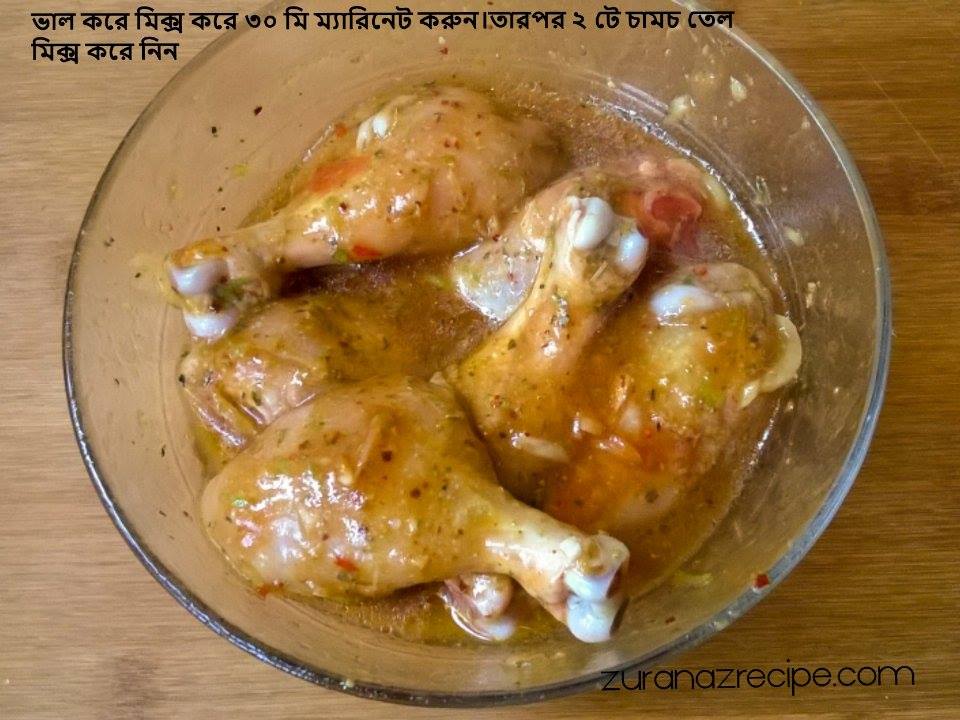 ভাল করে মিক্স করে ৩০ মি ম্যারিনেট করুন।তারপর ২ টে চামচ তেল
মিক্স করে নিন
zuranazrecipe.com